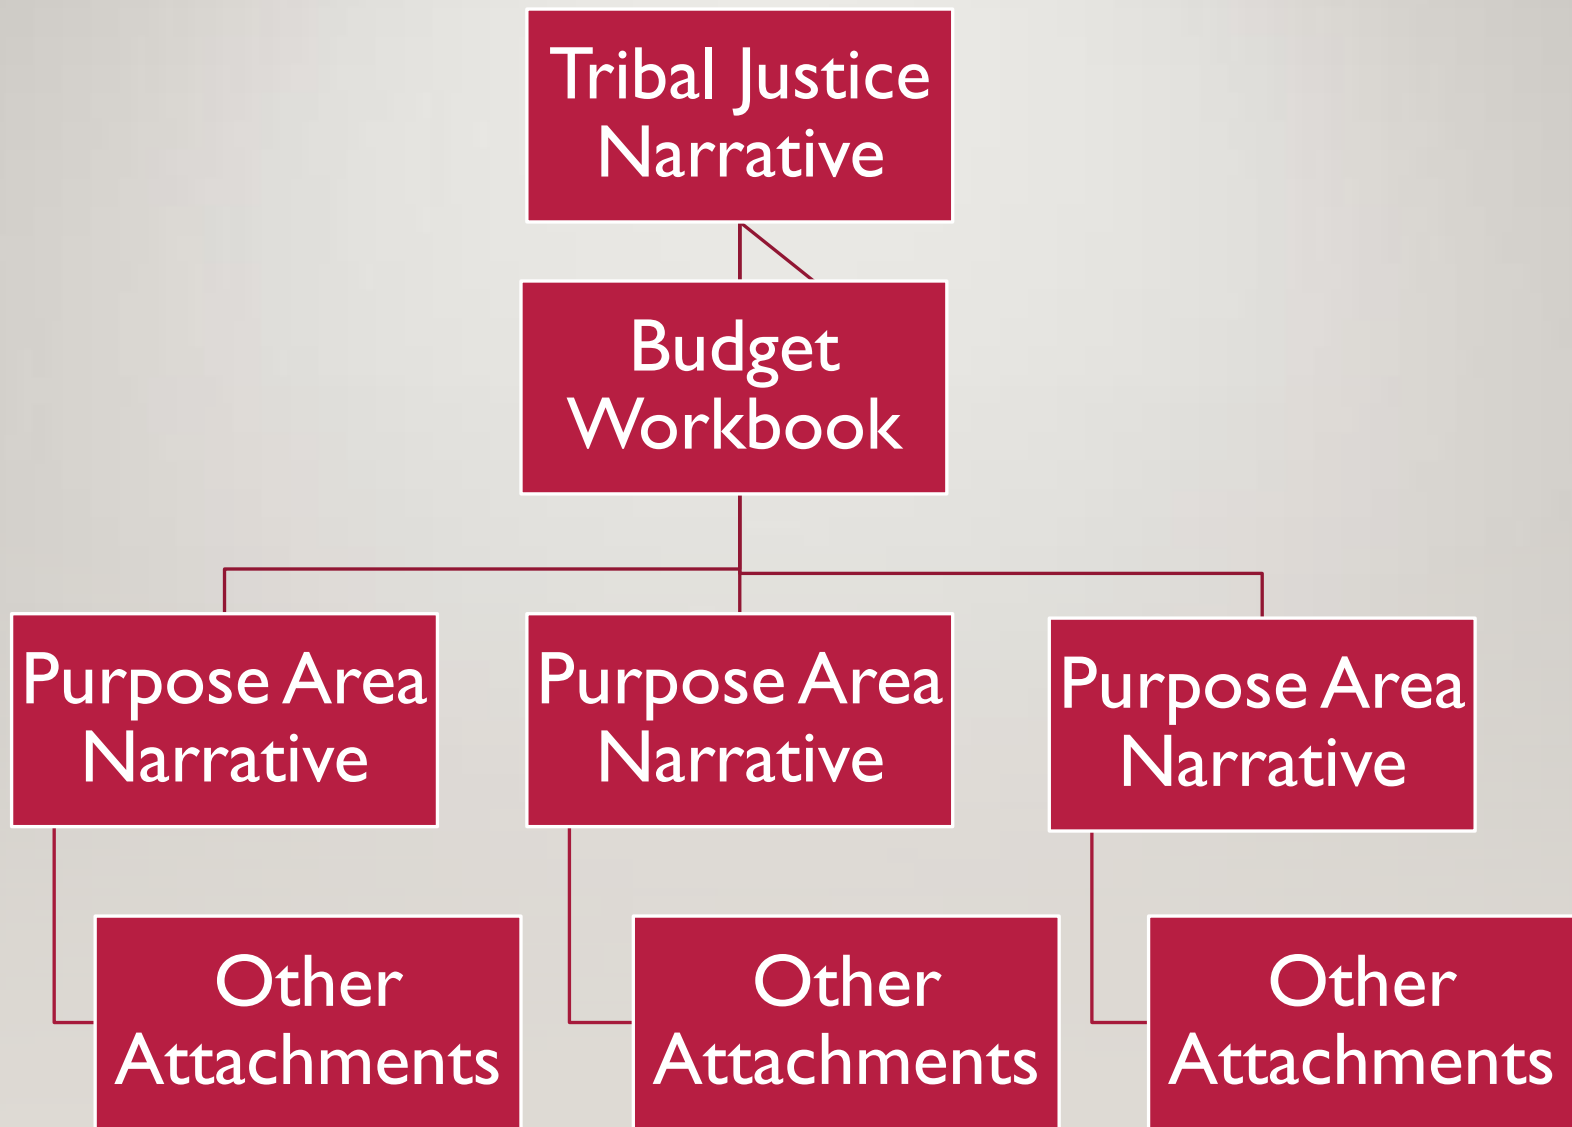 Tribal Justice
Narrative
Budget
Workbook
Purpose Area
Narrative
Purpose Area
Narrative
Purpose Area
Narrative
Other
Attachments
Other
Attachments
Other
Attachments